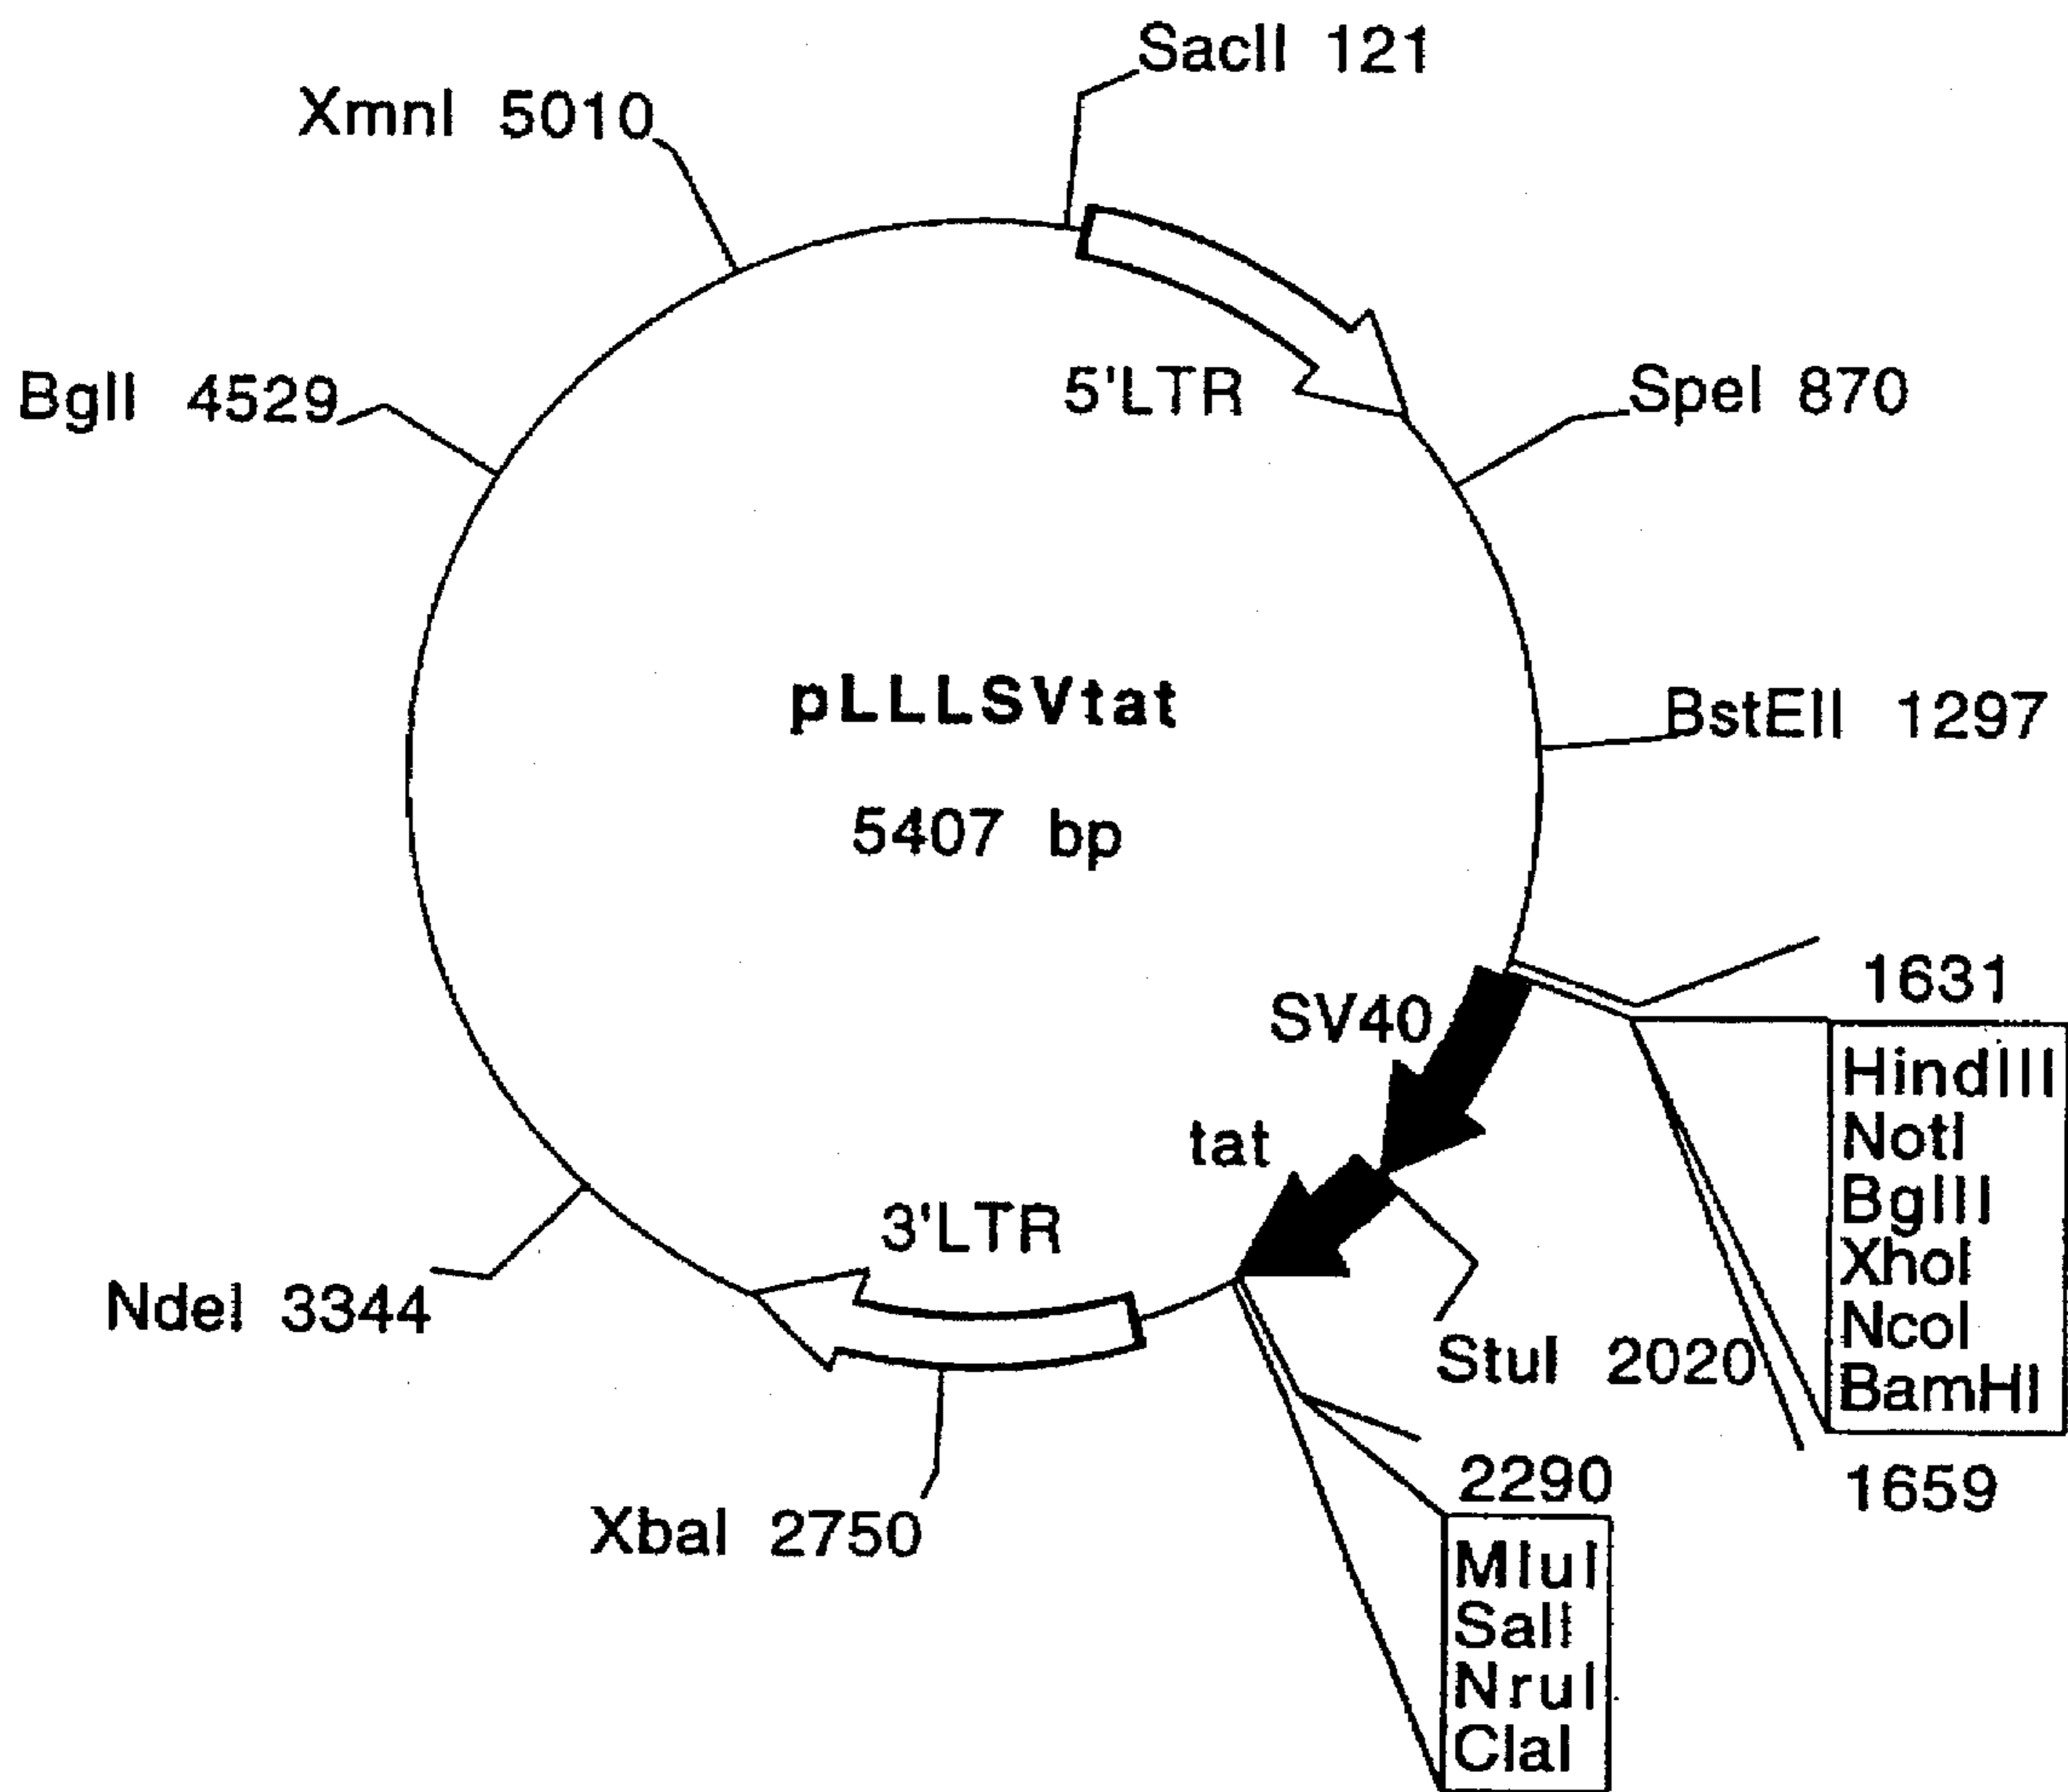 SacII 121
XmnI 5010
5'LTR
SpeI 870
BglI 4529
pLLLSVtat
5407 bp
BstEII 1297
1631
SV40
HindIII
NotI
BglII
XhoI
NcoI
BamHI
1659
tat
3'LTR
NdeI 3344
StuI 2020
XbaI 2750
2290
MluI
SalI
NruI
ClaI